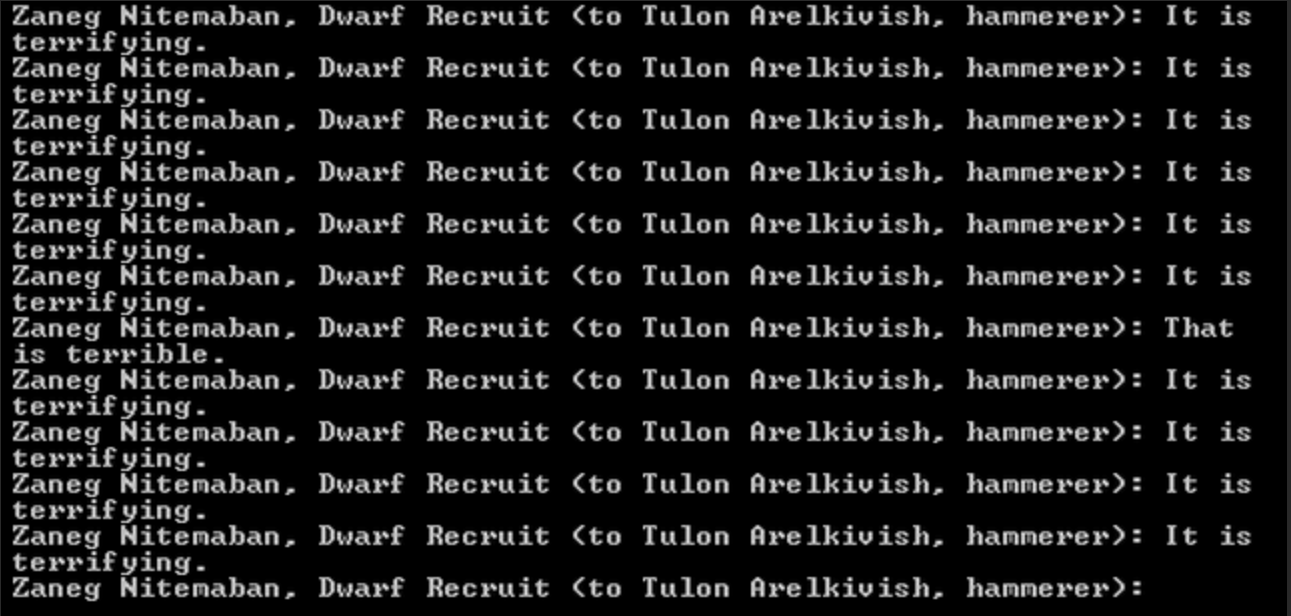 Zaneg Nitemaban, Dwarf Recruit (to Tulon Arelkivish, hammerer): It is
terrifying.
Zaneg Nitemaban, Dwarf Recruit (to Tulon Arelkivish, hammerer): It is
terrifying.
Zaneg Nitemaban, Dwarf Recruit (to Tulon Arelkivish, hammerer): It is
terrifying.
Zaneg Nitemaban, Dwarf Recruit (to Tulon Arelkivish, hammerer): It is
terrifying.
Zaneg Nitemaban, Dwarf Recruit (to Tulon Arelkivish, hammerer): It is
terrifying.
Zaneg Nitemaban, Dwarf Recruit (to Tulon Arelkivish, hammerer): It is
terrifying.
Zaneg Nitemaban, Dwarf Recruit (to Tulon Arelkivish, hammerer): That
is terrible.
Zaneg Nitemaban, Dwarf Recruit (to Tulon Arelkivish, hammerer): It is
terrifying.
Zaneg Nitemaban, Dwarf Recruit (to Tulon Arelkivish, hammerer): It is
terrifying.
Zaneg Nitemaban, Dwarf Recruit (to Tulon Arelkivish, hammerer): It is
terrifying.
Zaneg Nitemaban, Dwarf Recruit (to Tulon Arelkivish, hammerer): It is
terrifying.
Zaneg Nitemaban, Dwarf Recruit (to Tulon Arelkivish, hammerer):